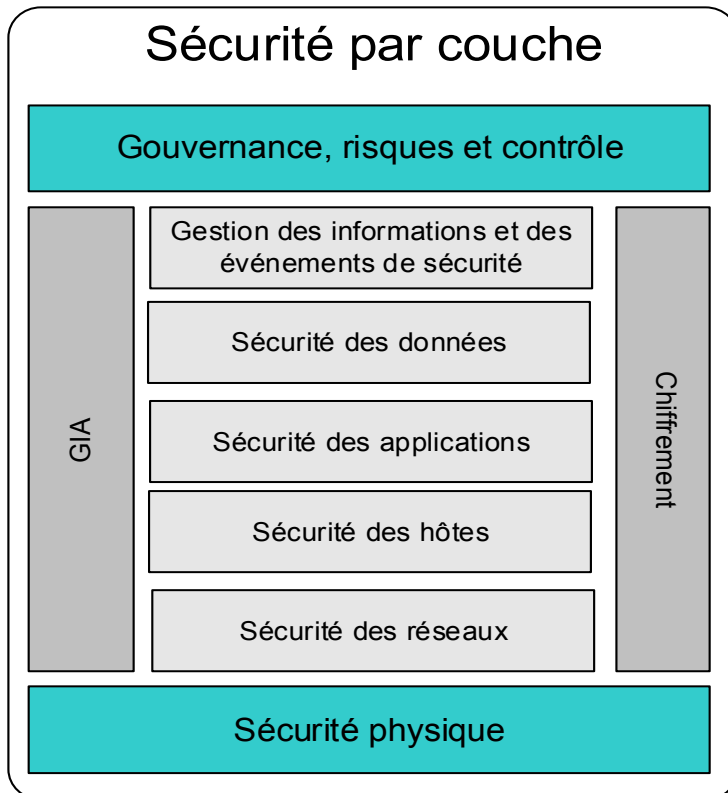 Sécurité par couche
Gouvernance, risques et contrôle
Gestion des informations et des
événements de sécurité
Sécurité des données
GIA
Chiffrement
Sécurité des applications
Sécurité des hôtes
Sécurité des réseaux
Sécurité physique